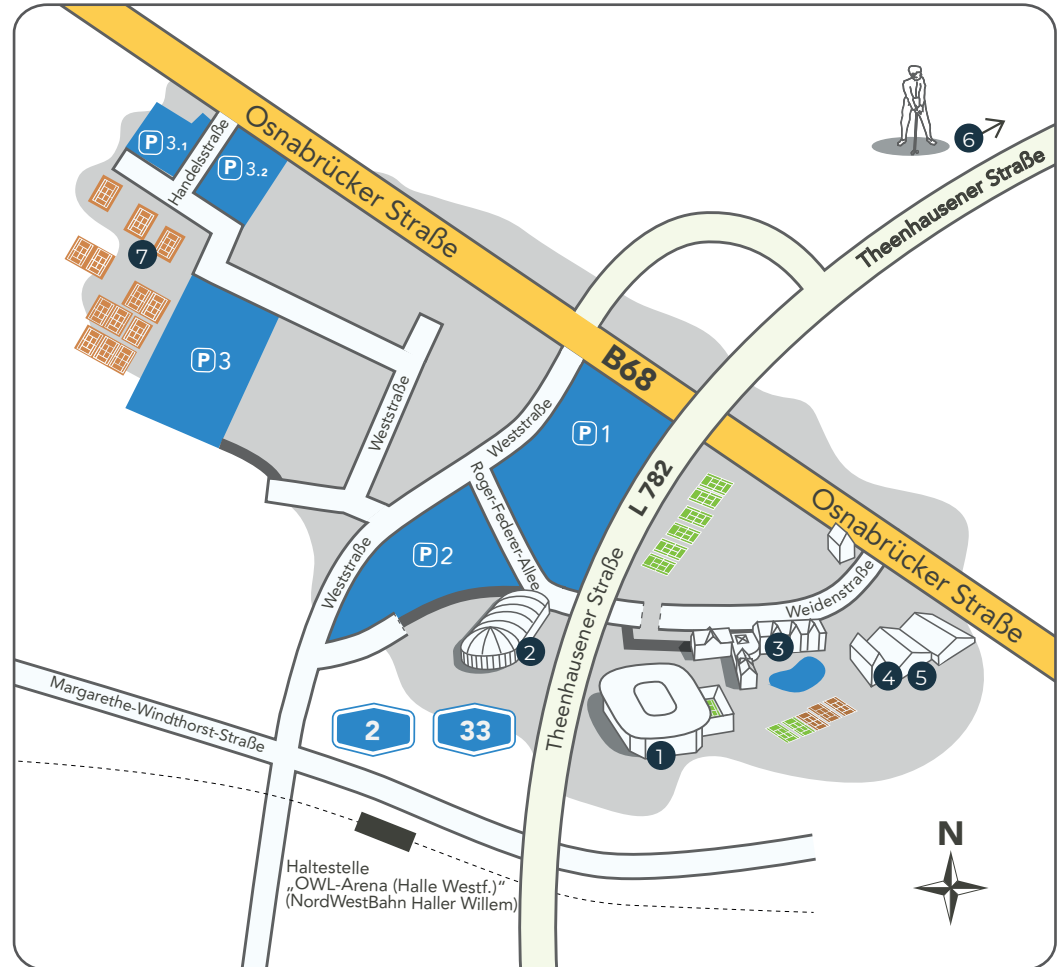 6
Theenhausener Straße
Osnabrücker Straße
P 3.1
Handelsstraße
P 3.2
7
P 3
B68
Weststraße
Weststraße
P 1
Roger-Federer-Allee
L 782
Osnabrücker Straße
P 2
Weststraße
Theenhausener Straße
Weidenstraße
2
3
4
5
1
Margarethe-Windthorst-Straße
2
33
Haltestelle
„OWL-Arena (Halle Westf.)“
(NordWestBahn Haller Willem)
N